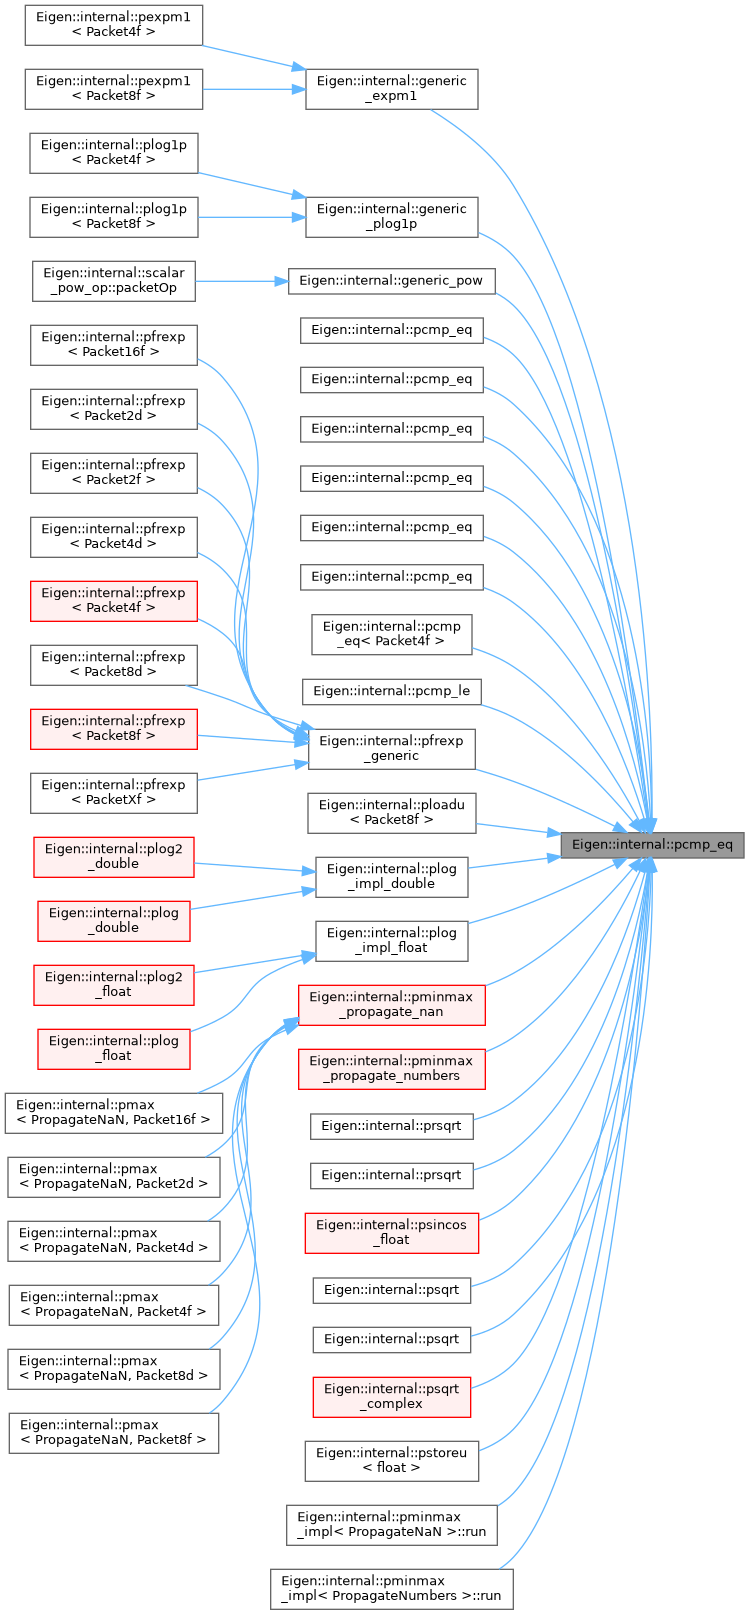 Eigen::internal::pexpm1
< Packet4f >
Eigen::internal::pexpm1
< Packet8f >
Eigen::internal::generic
_expm1
Eigen::internal::plog1p
< Packet4f >
Eigen::internal::plog1p
< Packet8f >
Eigen::internal::generic
_plog1p
Eigen::internal::scalar
_pow_op::packetOp
Eigen::internal::generic_pow
Eigen::internal::pcmp_eq
Eigen::internal::pcmp_eq
Eigen::internal::pcmp_eq
Eigen::internal::pcmp_eq
Eigen::internal::pcmp_eq
Eigen::internal::pcmp_eq
Eigen::internal::pcmp
_eq< Packet4f >
Eigen::internal::pcmp_le
Eigen::internal::pfrexp
< Packet16f >
Eigen::internal::pfrexp
< Packet2d >
Eigen::internal::pfrexp
< Packet2f >
Eigen::internal::pfrexp
< Packet4d >
Eigen::internal::pfrexp
< Packet4f >
Eigen::internal::pfrexp
< Packet8d >
Eigen::internal::pfrexp
< Packet8f >
Eigen::internal::pfrexp
< PacketXf >
Eigen::internal::pfrexp
_generic
Eigen::internal::ploadu
< Packet8f >
Eigen::internal::pcmp_eq
Eigen::internal::plog2
_double
Eigen::internal::plog
_double
Eigen::internal::plog
_impl_double
Eigen::internal::plog2
_float
Eigen::internal::plog
_float
Eigen::internal::plog
_impl_float
Eigen::internal::pminmax
_propagate_nan
Eigen::internal::pminmax
_propagate_numbers
Eigen::internal::pmax
< PropagateNaN, Packet16f >
Eigen::internal::pmax
< PropagateNaN, Packet2d >
Eigen::internal::pmax
< PropagateNaN, Packet4d >
Eigen::internal::pmax
< PropagateNaN, Packet4f >
Eigen::internal::pmax
< PropagateNaN, Packet8d >
Eigen::internal::pmax
< PropagateNaN, Packet8f >
Eigen::internal::prsqrt
Eigen::internal::prsqrt
Eigen::internal::psincos
_float
Eigen::internal::psqrt
Eigen::internal::psqrt
Eigen::internal::psqrt
_complex
Eigen::internal::pstoreu
< float >
Eigen::internal::pminmax
_impl< PropagateNaN >::run
Eigen::internal::pminmax
_impl< PropagateNumbers >::run